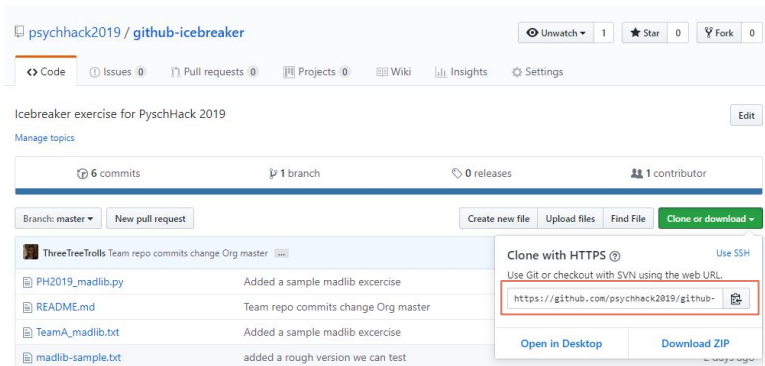 psychhack2019 / github-icebreaker
Unwatch 1 Star 0 Fork 0
Code Issues 0 Pull requests 0 Projects 0 Wiki Insights Settings
Icebreaker exercise for PyschHack 2019
Edit
Manage topics
6 commits 1 branch 0 releases 1 contributor
Branch: master New pull request Create new file Upload files Find File Clone or download
ThreeTreeTrolls Team repo commits change Org master ...
Clone with HTTPS ? Use SSH
Use Git or checkout with SVN using the web URL.
PH2019_madlib.py Added a sample madlib excercise
https://github.com/psychhack2019/github-
README.md Team repo commits change Org master
TeamA_madlib.txt Added a sample madlib excercise
Open in Desktop Download ZIP
madlib-sample.txt added a rough version we can test
2 days ago